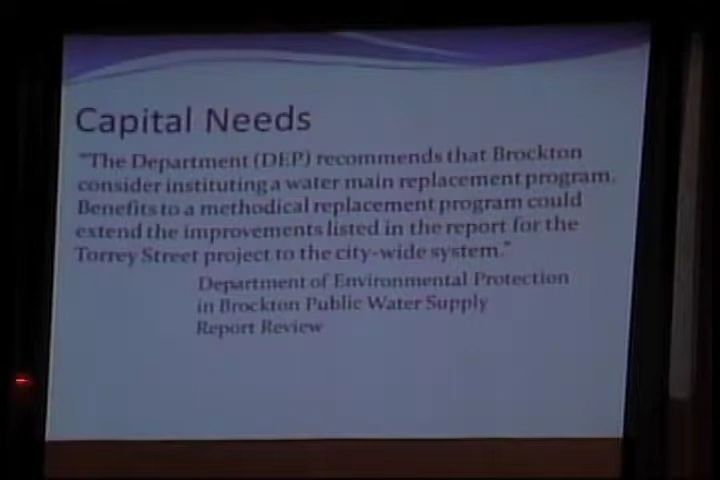 Capital Needs
"The Department (DEP) recommends that Brockton
consider instituting a water main replacement program.
Benefits to a methodical replacement program could
extend the improvements listed in the report for the
Torrey Street project to the city-wide system."
Department of Environmental Protection
in Brockton Public Water Supply
Report Review